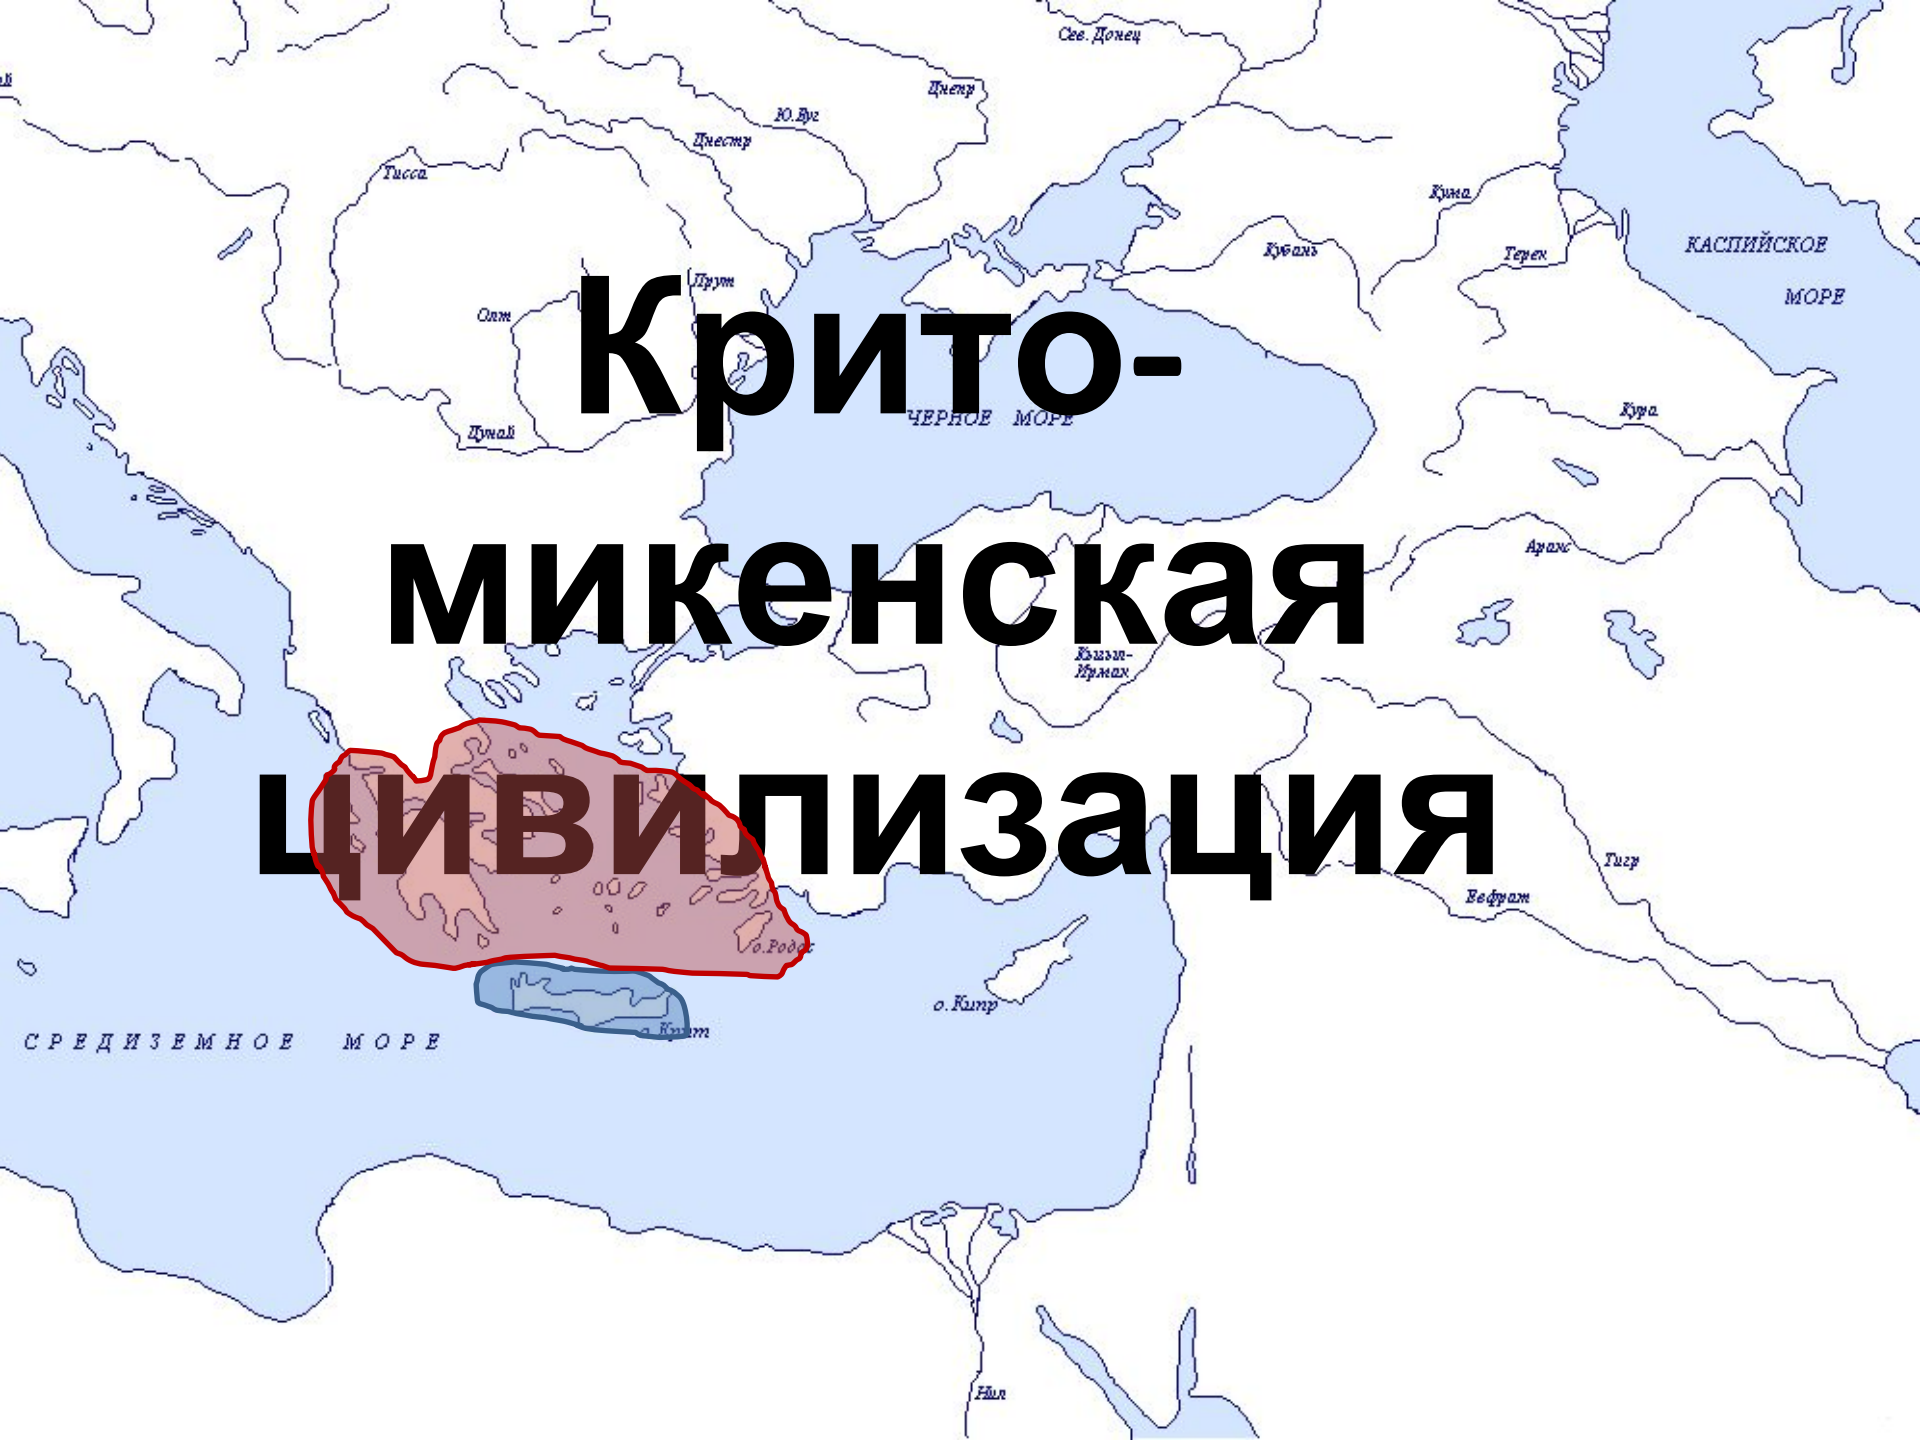 Сев. Донец
Днепр
Ю.Буг
Днестр
Тисса
Кума
Кубань
Терек
КАСПИЙСКОЕ
МОРЕ
Прут
Олт
Крито-
ЧЕРНОЕ МОРЕ
Кура
Дунай
Аракс
микенская
Кызыл-
Ирмак
цивилизация
Тигр
Евфрат
о.Родос
о.Кипр
о.Крит
СРЕДИЗЕМНОЕ МОРЕ
Нил